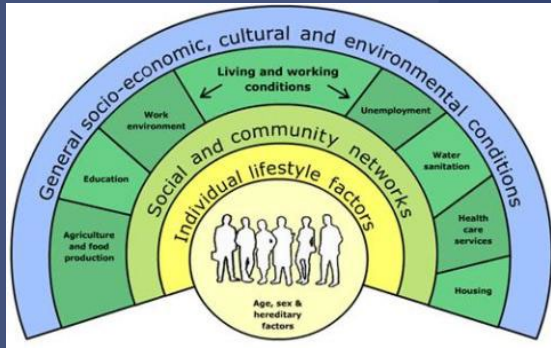 General socio-economic, cultural and environmental conditions
Living and working
conditions
Work
environment
Unemployment
Education
Water
sanitation
Agriculture
and food
production
Health
care
services
Housing
Social and community networks
Individual lifestyle factors
Age, sex &
hereditary
factors